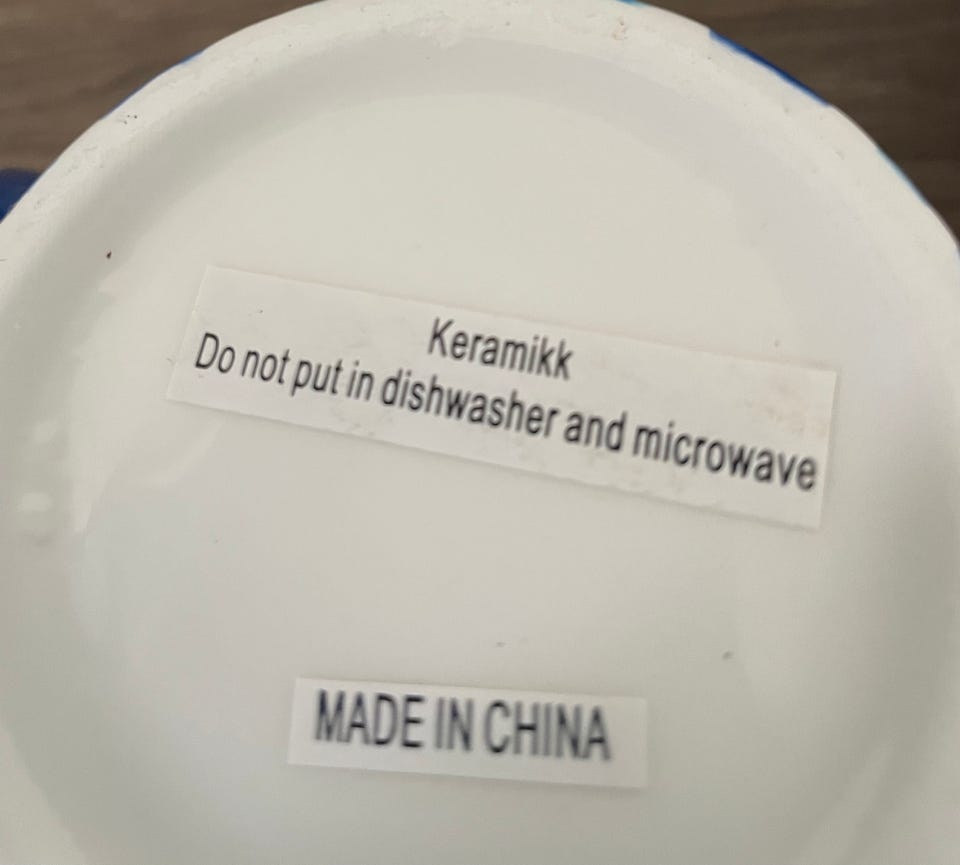 Keramikk
Do not put in dishwasher and microwave
MADE IN CHINA